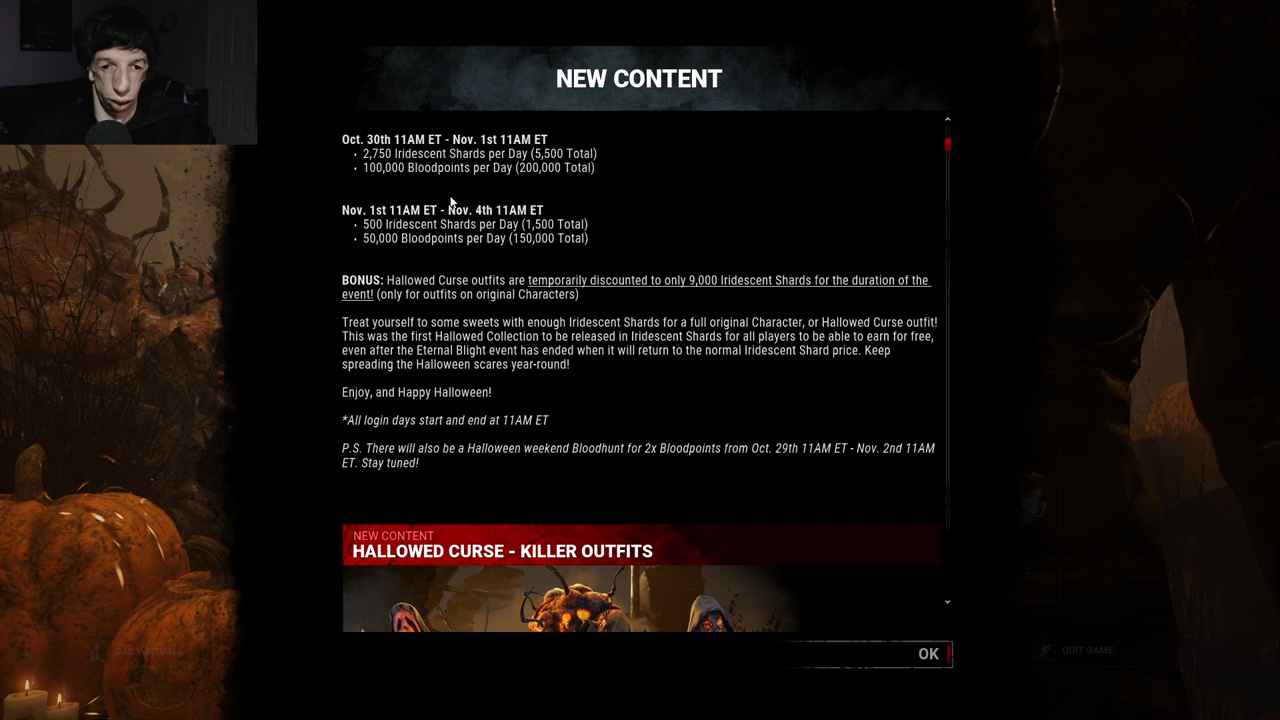 NEW CONTENT
Oct. 30th 11AM ET - Nov. 1st 11AM ET
• 2,750 Iridescent Shards per Day (5,500 Total)
• 100,000 Bloodpoints per Day (200,000 Total)
Nov. 1st 11AM ET - Nov. 4th 11AM ET
• 500 Iridescent Shards per Day (1,500 Total)
• 50,000 Bloodpoints per Day (150,000 Total)
BONUS: Hallowed Curse outfits are temporarily discounted to only 9,000 Iridescent Shards for the duration of the
event! (only for outfits on original Characters)
Treat yourself to some sweets with enough Iridescent Shards for a full original Character, or Hallowed Curse outfit!
This was the first Hallowed Collection to be released in Iridescent Shards for all players to be able to earn for free,
even after the Eternal Blight event has ended when it will return to the normal Iridescent Shard price. Keep
spreading the Halloween scares year-round!
Enjoy, and Happy Halloween!
*All login days start and end at 11AM ET
P.S. There will also be a Halloween weekend Bloodhunt for 2x Bloodpoints from Oct. 29th 11AM ET - Nov. 2nd 11AM
ET. Stay tuned!
NEW CONTENT
HALLOWED CURSE - KILLER OUTFITS
DAILY RITUALS
OK
QUIT GAME